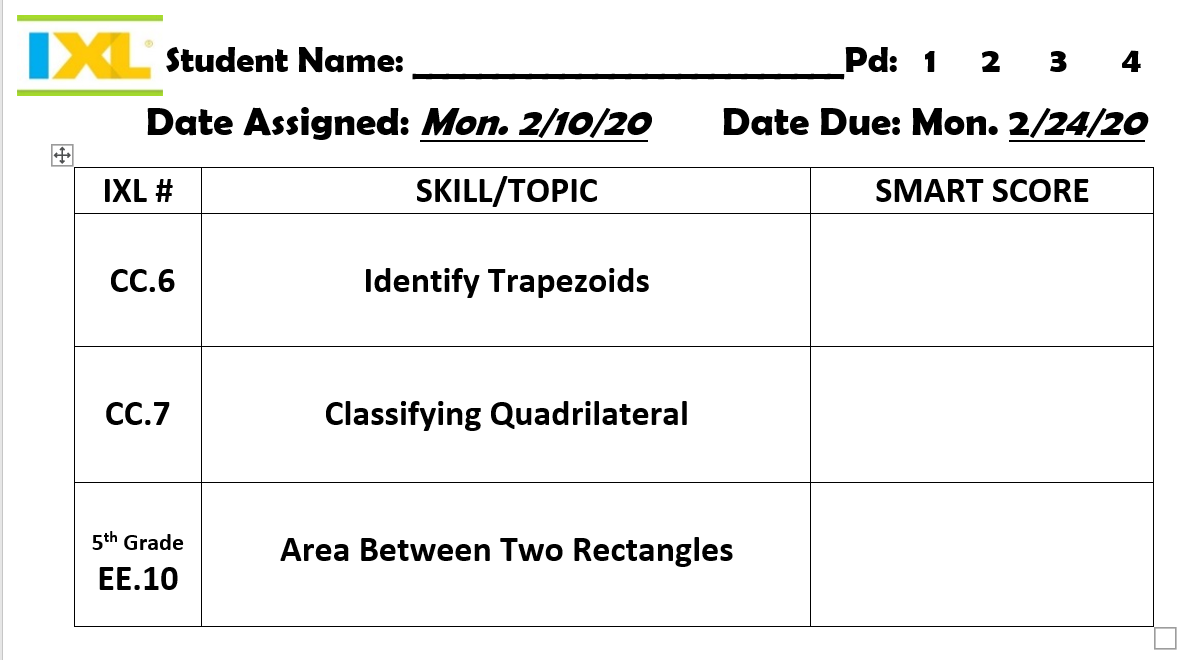 IXL® Student Name: __________________________Pd: 1 2 3 4
Date Assigned: Mon. 2/10/20 Date Due: Mon. 2/24/20
IXL # SKILL/TOPIC SMART SCORE
CC.6 Identify Trapezoids
CC.7 Classifying Quadrilateral
5th Grade
EE.10 Area Between Two Rectangles